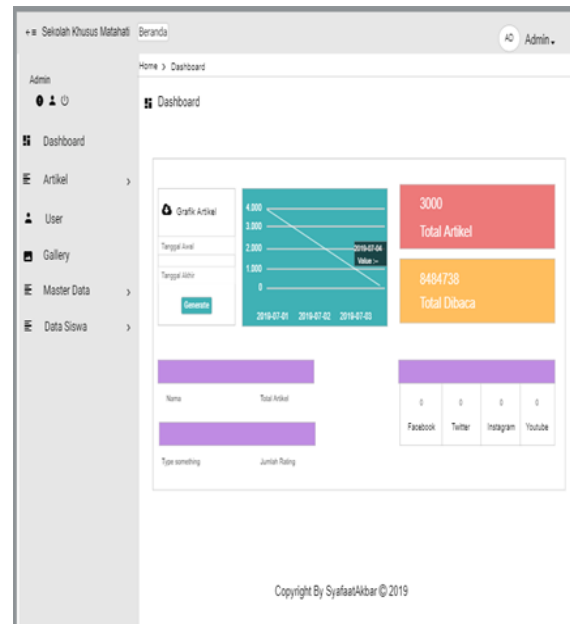 Sekolah Khusus Matahati Beranda AD Admin
Home > Dashboard
Admin
Dashboard
Dashboard
Artikel
User
Gallery
Master Data
Data Siswa
Grafik Artikel
Tanggal Awal
Tanggal Akhir
Generate
4.000
3.000
2.000
1.000
0
2019-07-04
Value :--
2019-07-01 2019-07-02 2019-07-03
3000
Total Artikel
8484738
Total Dibaca
Nama Total Artikel
Type something Jumlah Rating
0 0 0 0
Facebook Twitter Instagram Youtube
Copyright By SyafaatAkbar © 2019